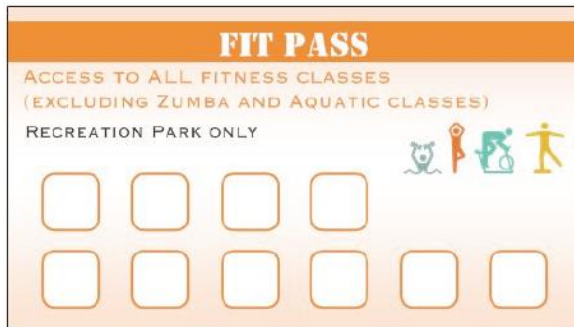 FIT PASS
ACCESS TO ALL FITNESS CLASSES
(EXCLUDING ZUMBA AND AQUATIC CLASSES)
RECREATION PARK ONLY